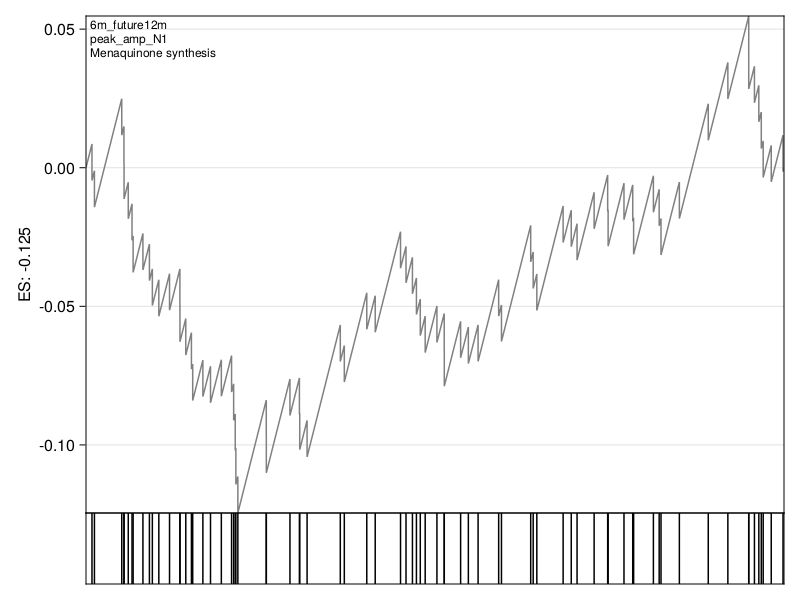 6m_future12m
peak_amp_N1
Menaquinone synthesis
0.05
0.00
-0.05
-0.10
ES: -0.125